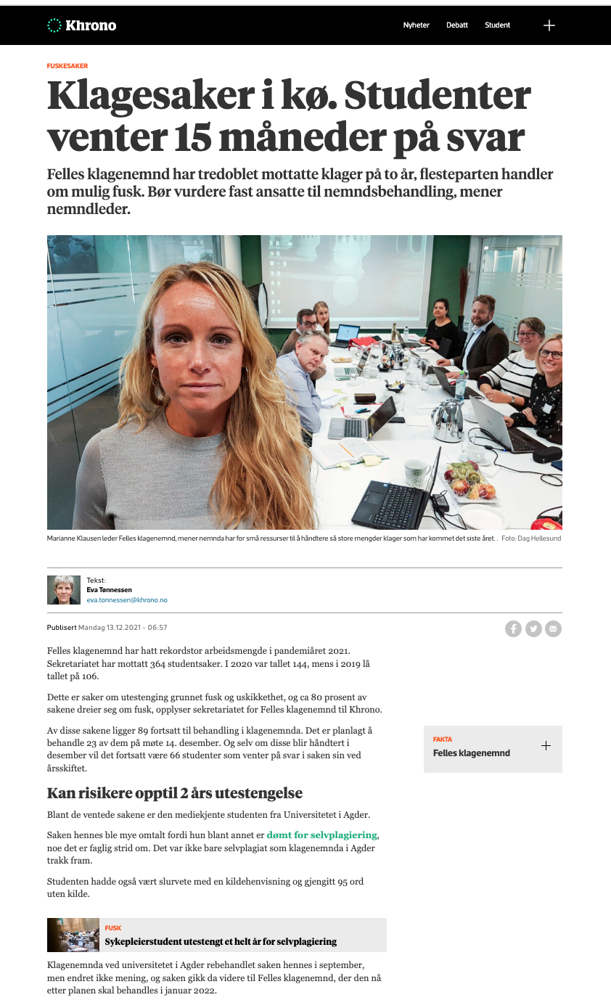 Khrono
Nyheter Debatt Student
FUSKESAKER
Klagesaker i kø. Studenter
venter 15 måneder på svar
Felles klagenemnd har tredoblet mottatte klager på to år, flesteparten handler
om mulig fusk. Bør vurdere fast ansatte til nemndsbehandling, mener
nemndleder.
Marianne Klausen leder Felles klagenemnd, mener nemnda har for små ressurser til å håndtere så store mengder klager som har kommet det siste året. . Foto: Dag Hellesund
Tekst:
Eva Tønnessen
eva.tonnessen@khrono.no
Publisert Mandag 13.12.2021 - 06:57
Felles klagenemnd har hatt rekordstor arbeidsmengde i pandemiåret 2021.
Sekretariatet har mottatt 364 studentsaker. I 2020 var tallet 144, mens i 2019 lå
tallet på 106.
Dette er saker om utestenging grunnet fusk og uskikkethet, og ca 80 prosent av
sakene dreier seg om fusk, opplyser sekretariatet for Felles klagenemnd til Khrono.
Av disse sakene ligger 89 fortsatt til behandling i klagenemnda. Det er planlagt å
behandle 23 av dem på møte 14. desember. Og selv om disse blir håndtert i
desember vil det fortsatt være 66 studenter som venter på svar i saken sin ved
årsskiftet.
FAKTA
Felles klagenemnd
Kan risikere opptil 2 års utestengelse
Blant de ventede sakene er den mediekjente studenten fra Universitetet i Agder.
Saken hennes ble mye omtalt fordi hun blant annet er dømt for selvplagiering,
noe det er faglig strid om. Det var ikke bare selvplagiat som klagenemnda i Agder
trakk fram.
Studenten hadde også vært slurvete med en kildehenvisning og gjengitt 95 ord
uten kilde.
FUSK
Sykepleierstudent utestengt et helt år for selvplagiering
Klagenemnda ved universitetet i Agder rebehandlet saken hennes i september,
men endret ikke mening, og saken gikk da videre til Felles klagenemnd, der den nå
etter planen skal behandles i januar 2022.